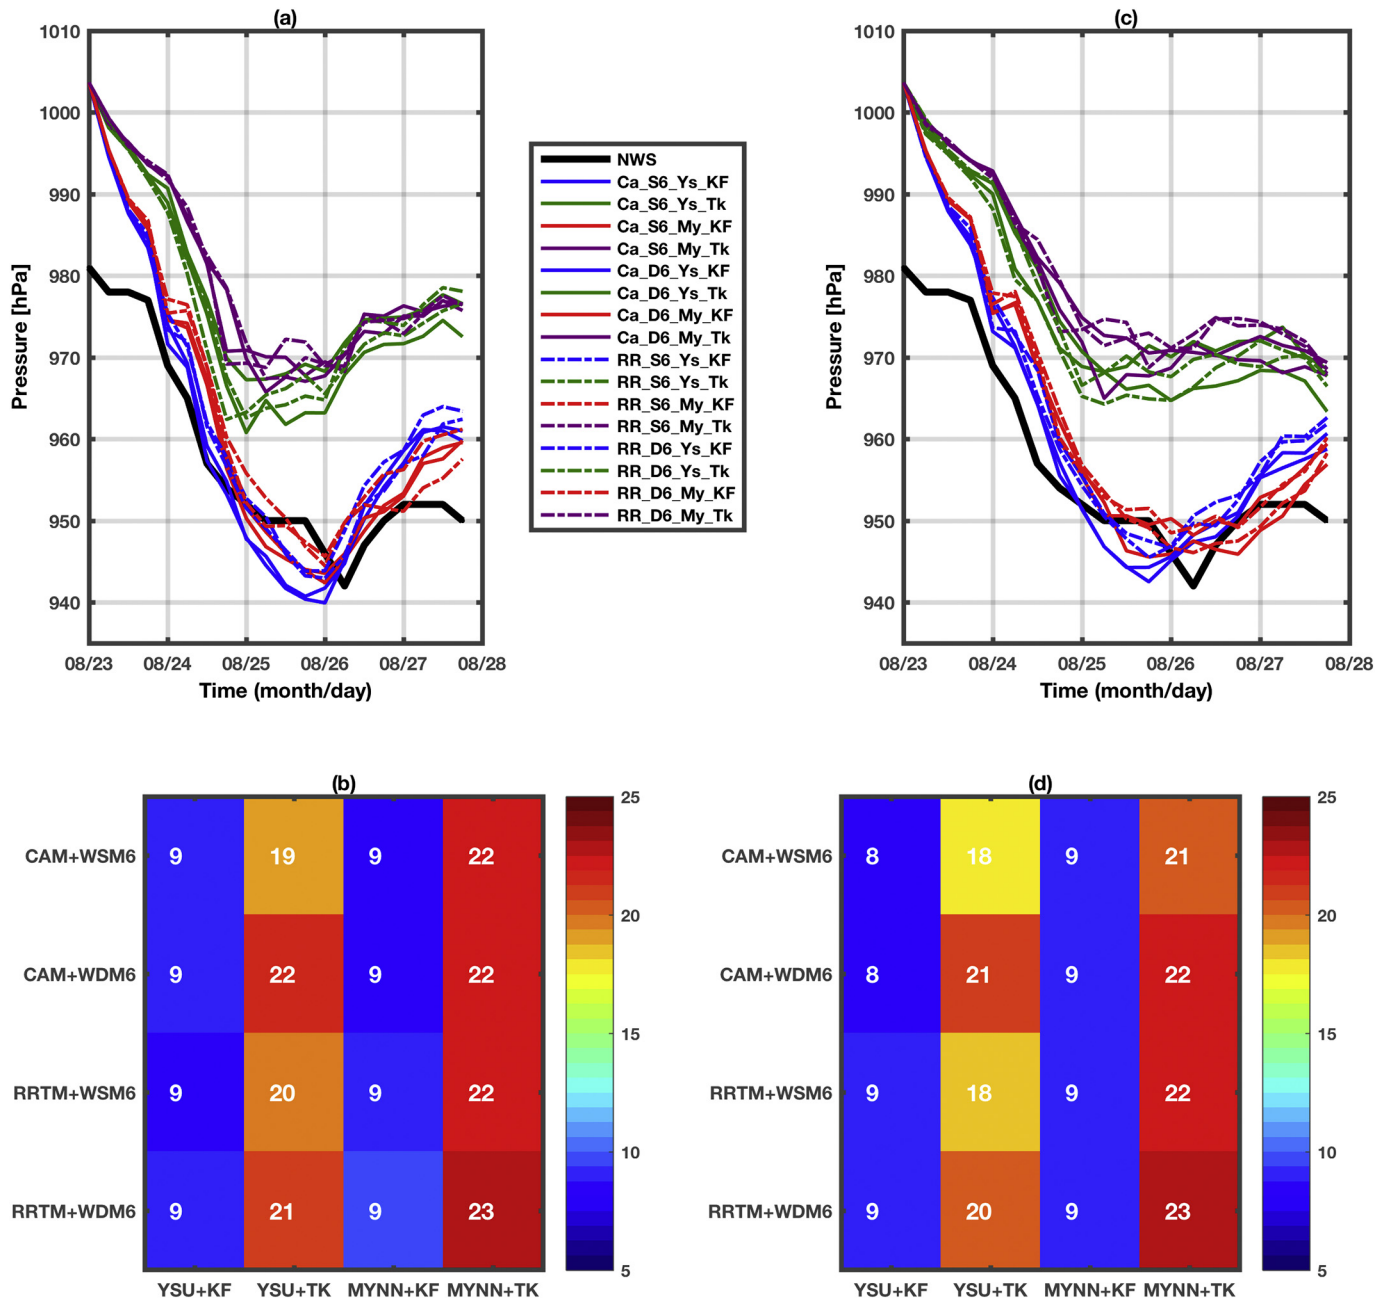 (a)
1010
1000
990
980
970
960
950
940
Pressure [hPa]
08/23 08/24 08/25 08/26 08/27 08/28
Time (month/day)
NWS
Ca_S6_Ys_KF
Ca_S6_Ys_Tk
Ca_S6_My_KF
Ca_S6_My_Tk
Ca_D6_Ys_KF
Ca_D6_Ys_Tk
Ca_D6_My_KF
Ca_D6_My_Tk
RR_S6_Ys_KF
RR_S6_Ys_Tk
RR_S6_My_KF
RR_S6_My_Tk
RR_D6_Ys_KF
RR_D6_Ys_Tk
RR_D6_My_KF
RR_D6_My_Tk
(c)
1010
1000
990
980
970
960
950
940
Pressure [hPa]
08/23 08/24 08/25 08/26 08/27 08/28
Time (month/day)
(b)
CAM+WSM6 9 19 9 22
CAM+WDM6 9 22 9 22
RRTM+WSM6 9 20 9 22
RRTM+WDM6 9 21 9 23
YSU+KF YSU+TK MYNN+KF MYNN+TK
25
20
15
10
5
(d)
CAM+WSM6 8 18 9 21
CAM+WDM6 8 21 9 22
RRTM+WSM6 9 18 9 22
RRTM+WDM6 9 20 9 23
YSU+KF YSU+TK MYNN+KF MYNN+TK
25
20
15
10
5